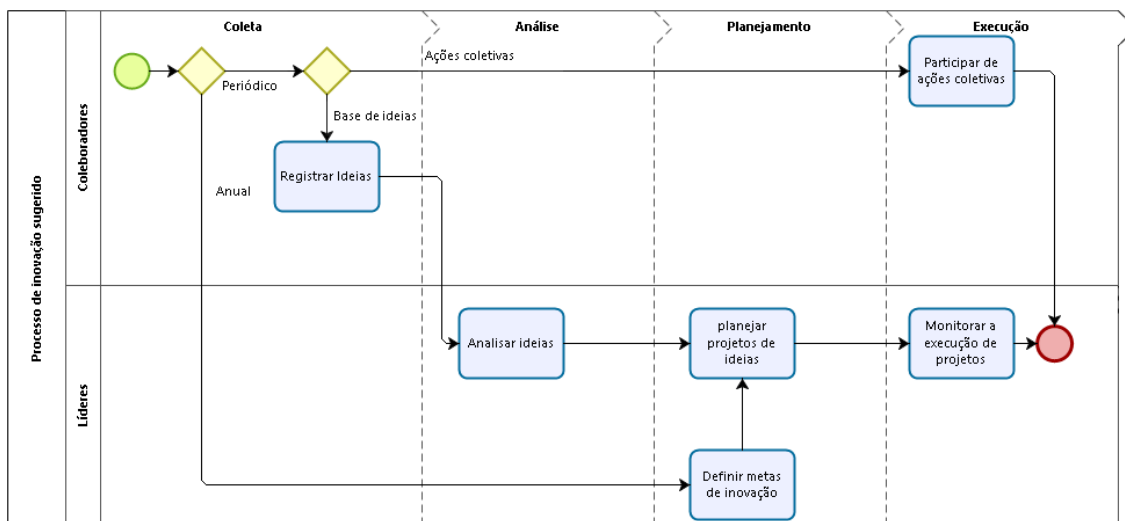 Coleta
Análise
Planejamento
Execução
Processo de inovação sugerido
Coleboradores
Líderes
Periódico
Ações coletivas
Participar de
ações coletivas
Base de ideias
Registrar Ideias
Anual
Analisar ideias
planejar
projetos de
ideias
Monitorar a
execução de
projetos
Definir metas
de inovação